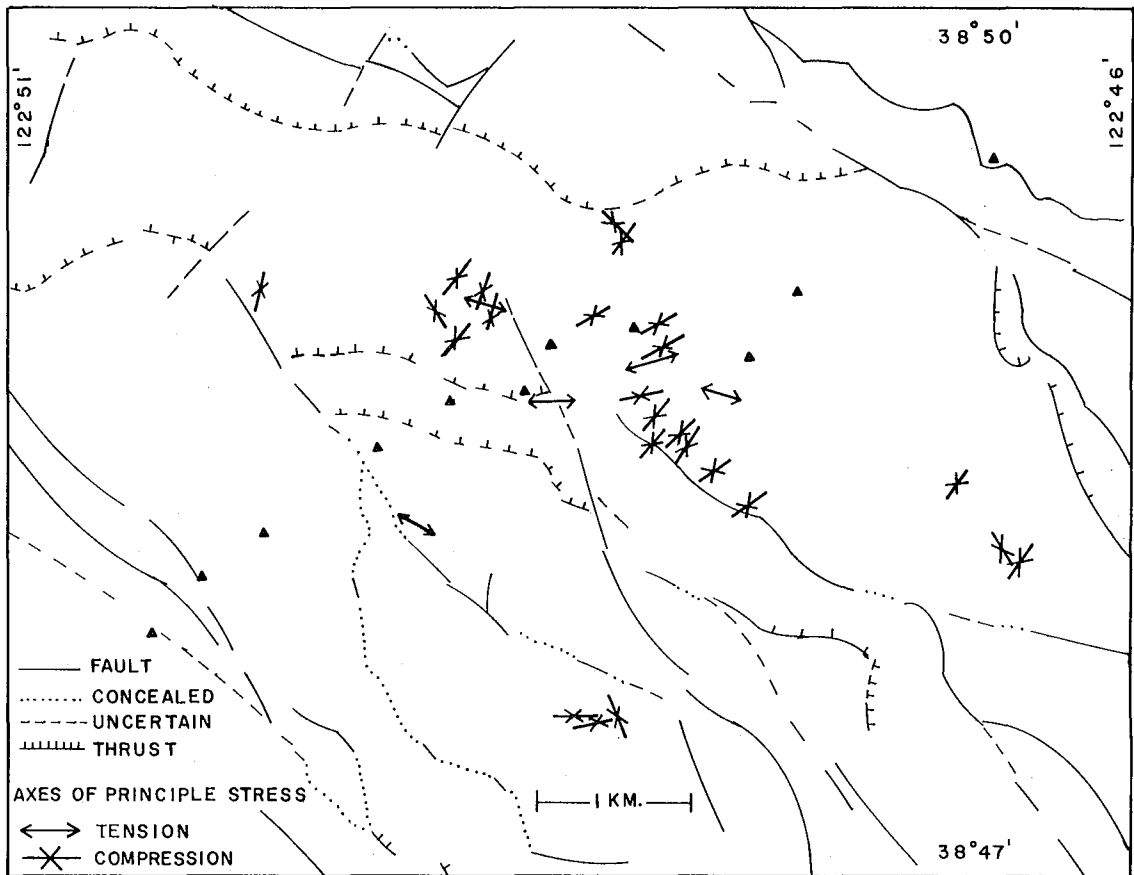 38°50'
122°51'
122°46'
FAULT
CONCEALED
UNCERTAIN
THRUST
AXES OF PRINCIPLE STRESS
TENSION
COMPRESSION
1 KM.
38°47'